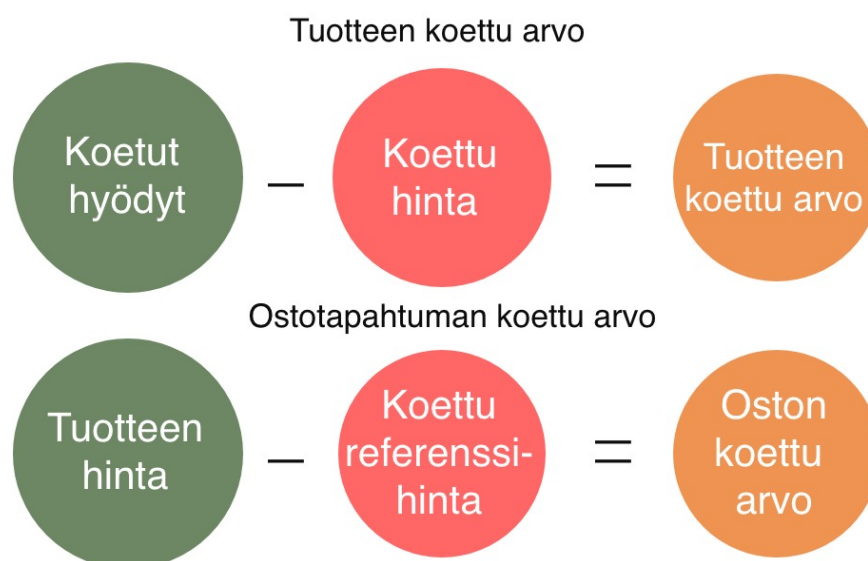 Tuotteen koettu arvo
Koetut
hyödyt
–
Koettu
hinta
=
Tuotteen
koettu arvo
Ostotapahtuman koettu arvo
Tuotteen
hinta
–
Koettu
referenssi-
hinta
=
Oston
koettu
arvo